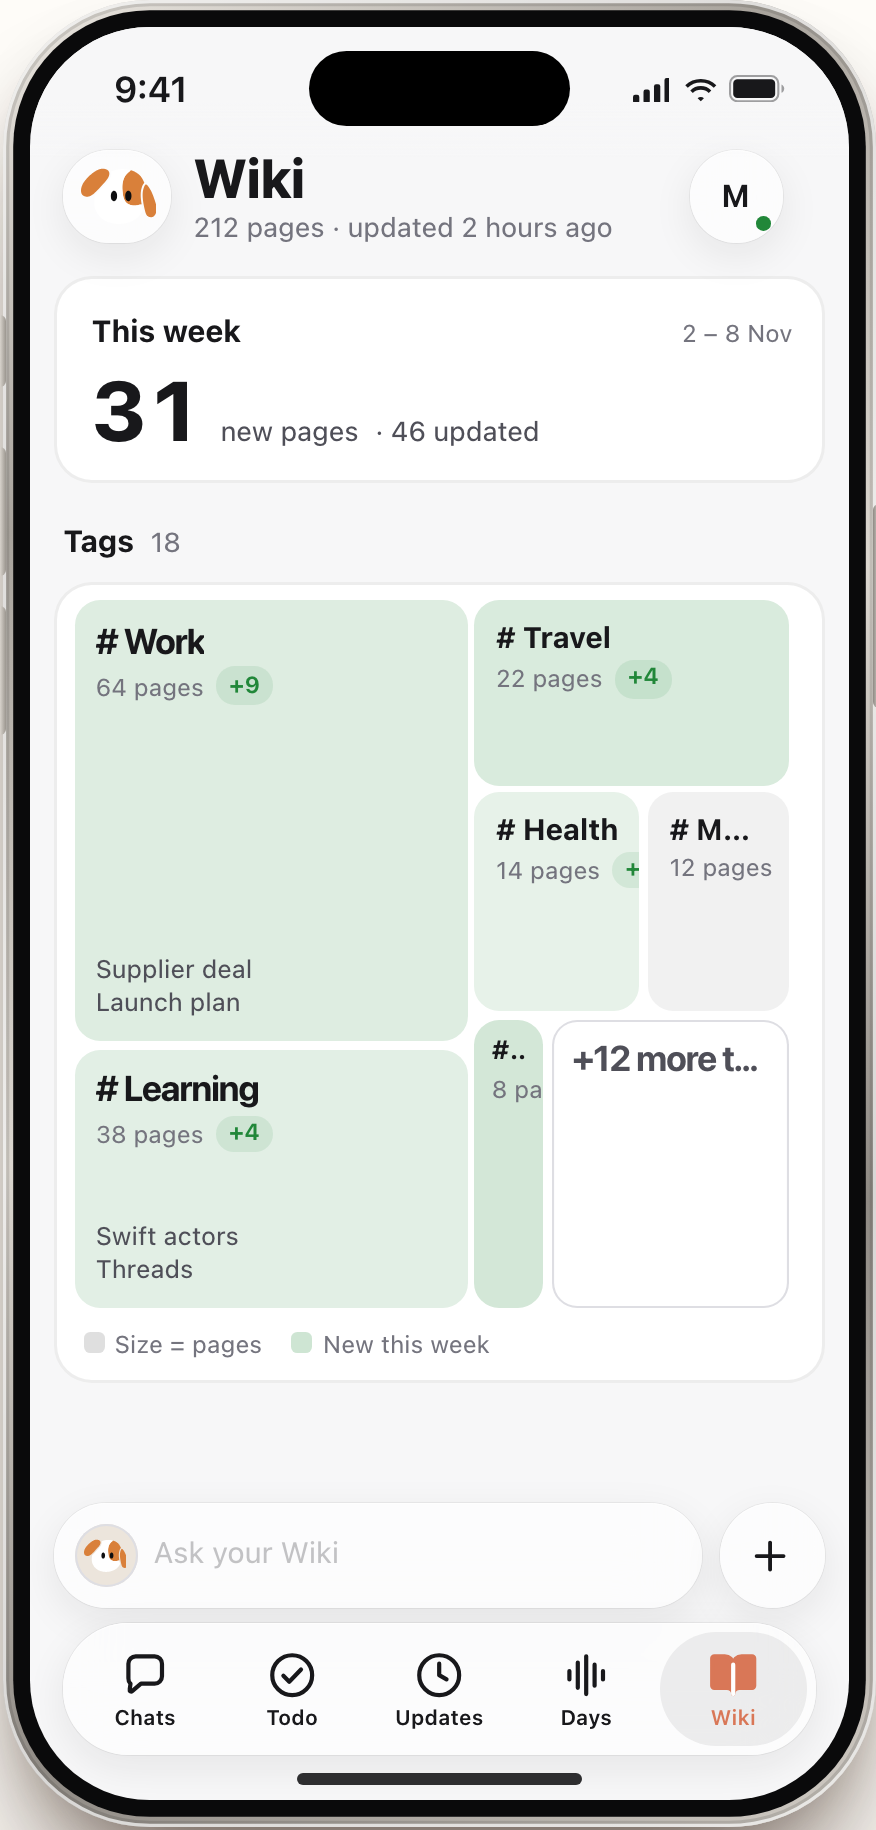 9:41
Wiki
212 pages · updated 2 hours ago
M
This week
2 – 8 Nov
31 new pages · 46 updated
Tags 18
# Work
64 pages +9
Supplier deal
Launch plan
# Travel
22 pages +4
# Health
14 pages +
# M...
12 pages
# Learning
38 pages +4
Swift actors
Threads
#..
8 pa
+12 more t...
Size = pages
New this week
Ask your Wiki
Chats
Todo
Updates
Days
Wiki